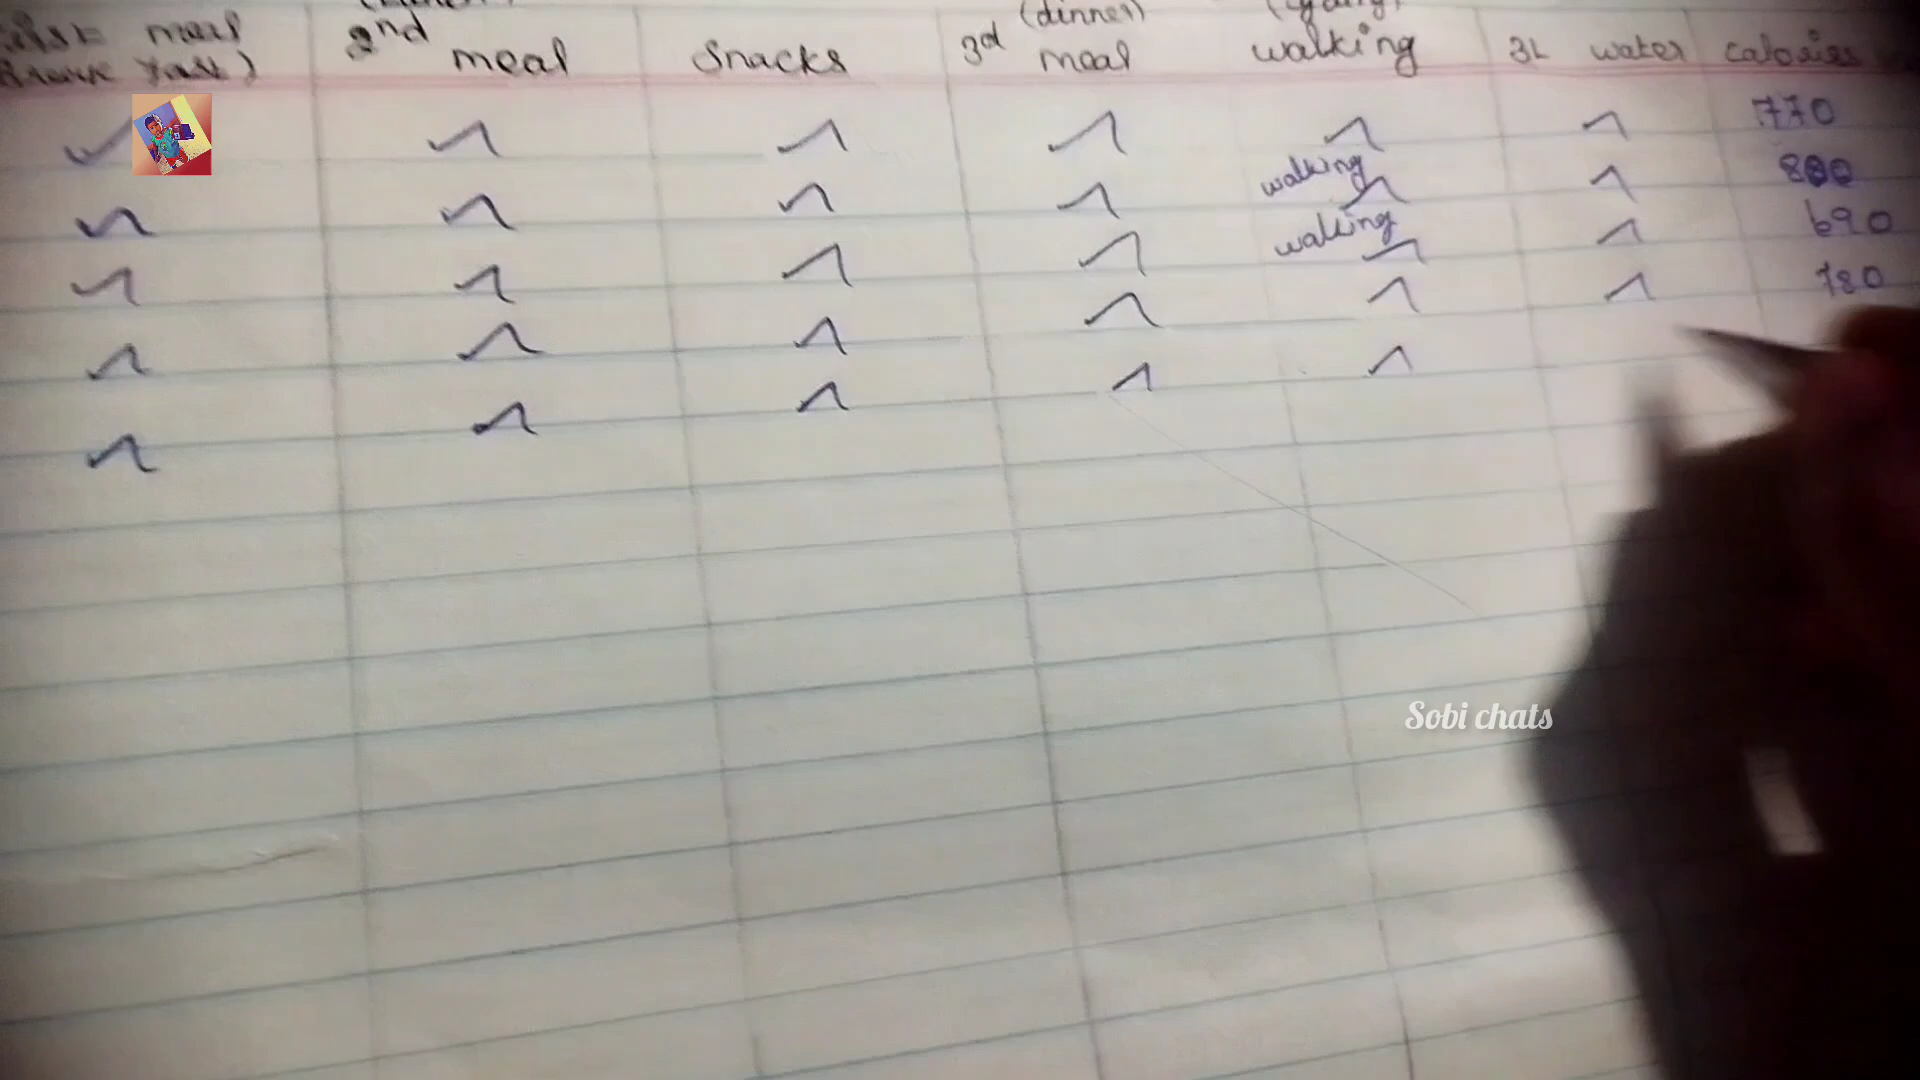 (dinner)
meal 2nd meal Snacks 3rd meal walking 3L water calories
770
walking 800
walking 690
780
Sobi chats